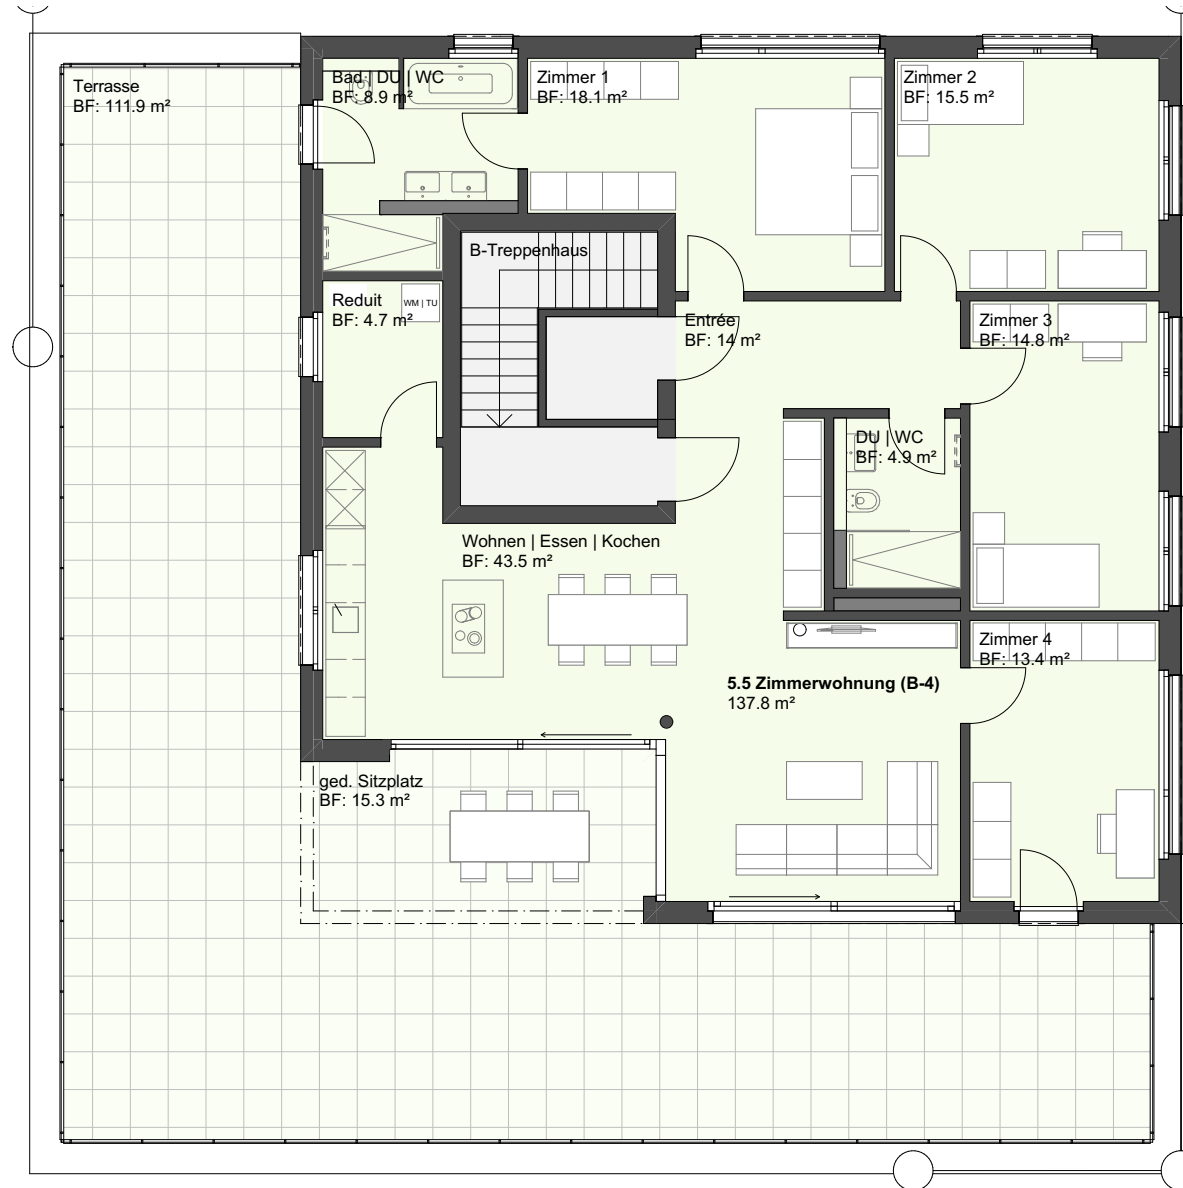 Terrasse
BF: 111.9 m²
Bad | DU | WC
BF: 8.9 m²
Zimmer 1
BF: 18.1 m²
Zimmer 2
BF: 15.5 m²
B-Treppenhaus
Reduit
BF: 4.7 m²
WM | TU
Entrée
BF: 14 m²
Zimmer 3
BF: 14.8 m²
DU | WC
BF: 4.9 m²
Wohnen | Essen | Kochen
BF: 43.5 m²
Zimmer 4
BF: 13.4 m²
5.5 Zimmerwohnung (B-4)
137.8 m²
ged. Sitzplatz
BF: 15.3 m²